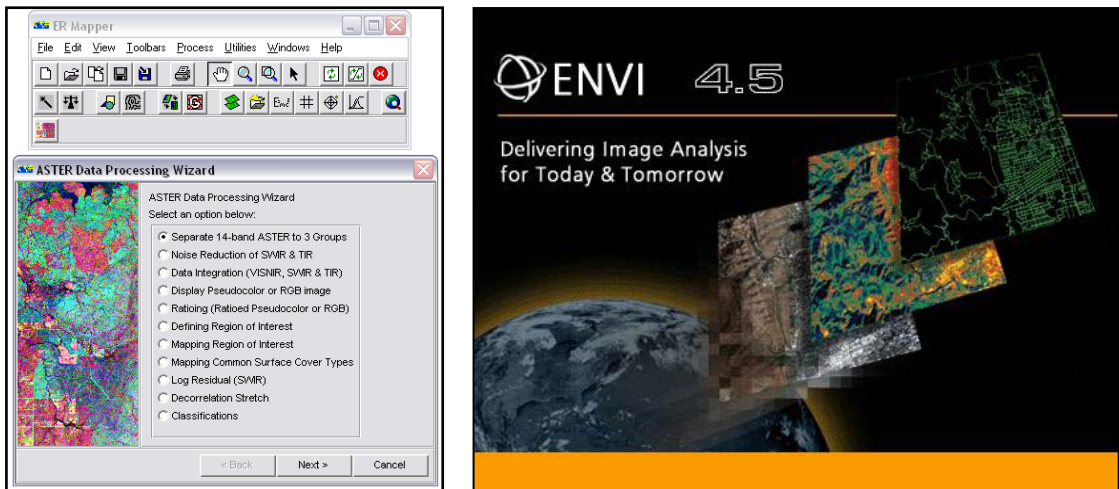 ER Mapper
File Edit View Toolbars Process Utilities Windows Help
ASTER Data Processing Wizard
ASTER Data Processing Wizard
Select an option below:
Separate 14-band ASTER to 3 Groups
Noise Reduction of SWIR & TIR
Data Integration (VISNIR, SWIR & TIR)
Display Pseudocolor or RGB image
Ratioing (Ratioed Pseudocolor or RGB)
Defining Region of Interest
Mapping Region of Interest
Mapping Common Surface Cover Types
Log Residual (SWIR)
Decorrelation Stretch
Classifications
< Back Next > Cancel
ENVI 4.5
Delivering Image Analysis
for Today & Tomorrow